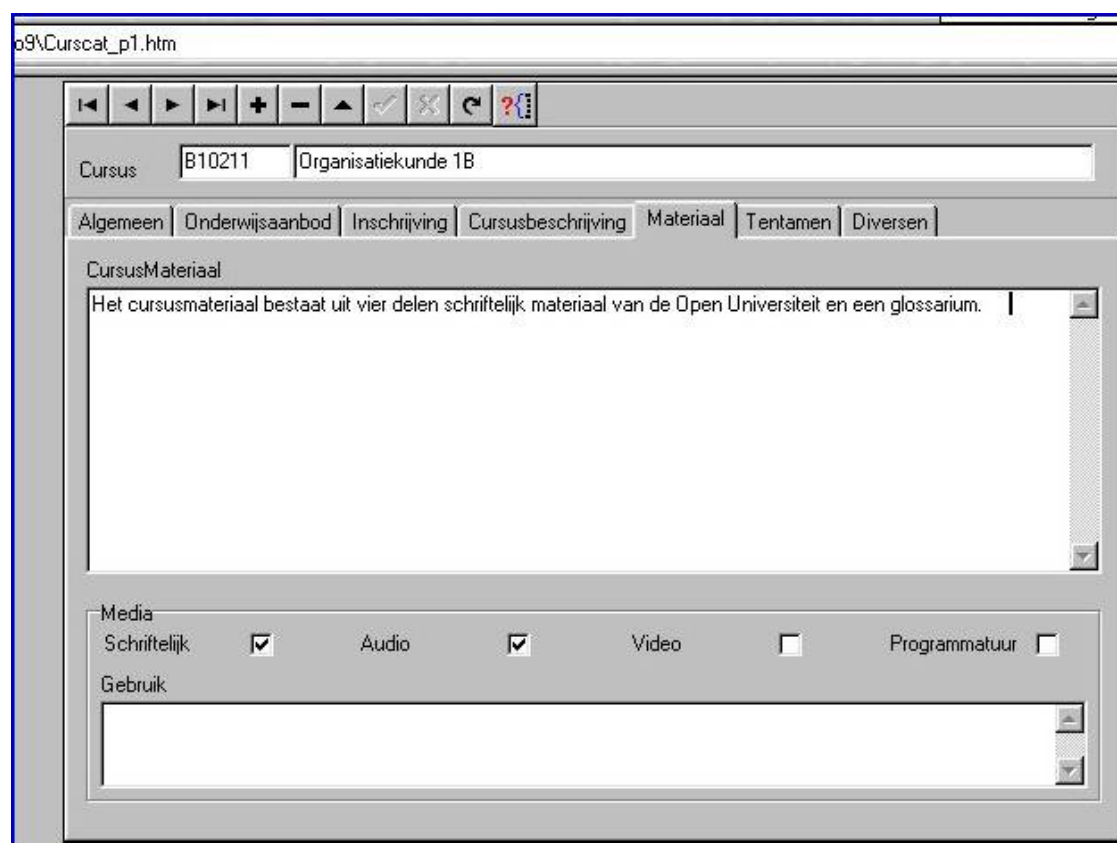 o9\Curscat_p1.htm
Cursus B10211 Organisatiekunde 1B
Algemeen Onderwijsaanbod Inschrijving Cursusbeschrijving Materiaal Tentamen Diversen
CursusMateriaal
Het cursusmateriaal bestaat uit vier delen schriftelijk materiaal van de Open Universiteit en een glossarium.
Media
Schriftelijk Audio Video Programmatuur
Gebruik